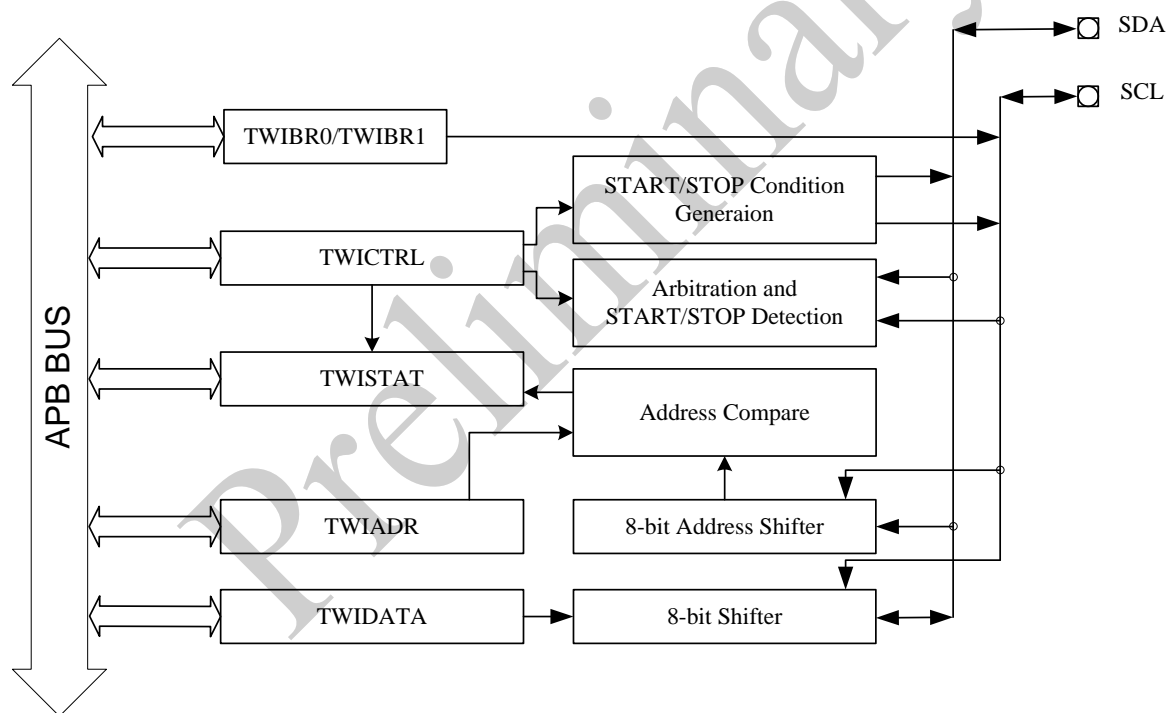 SDA
SCL
TWIBR0/TWIBR1
START/STOP Condition
Generaion
TWICTRL
Arbitration and
START/STOP Detection
TWISTAT
Address Compare
APB BUS
TWIADR
8-bit Address Shifter
TWIDATA
8-bit Shifter
Preliminary